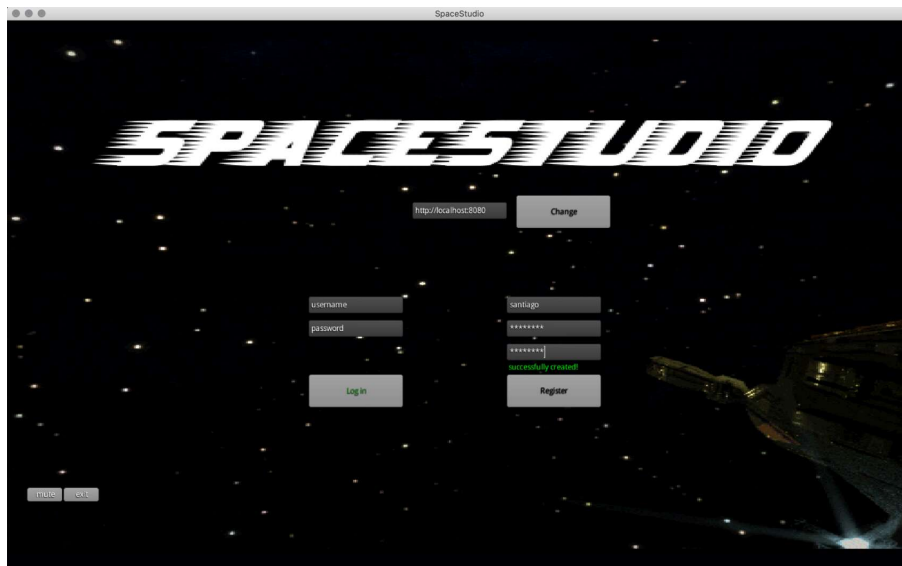 SpaceStudio
SPACESTUDIO
http://localhost:8080
Change
username
santiago
password
********
********
successfully created!
Log in
Register
mute
exit